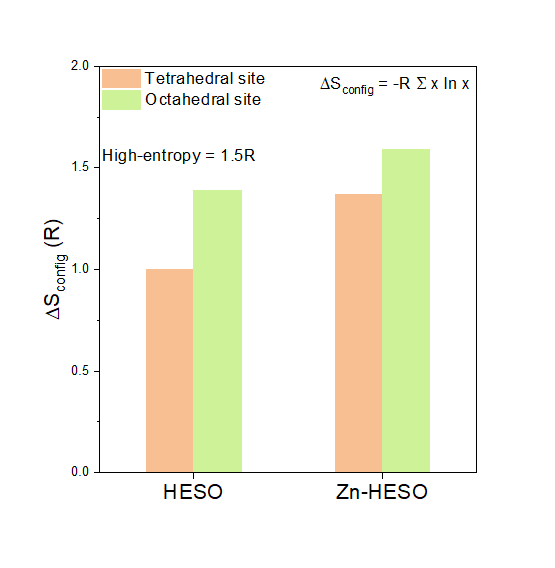 2.0
Tetrahedral site
Octahedral site
ΔSconfig = -R Σ x ln x
High-entropy = 1.5R
1.5
1.0
0.5
0.0
ΔSconfig (R)
HESO
Zn-HESO